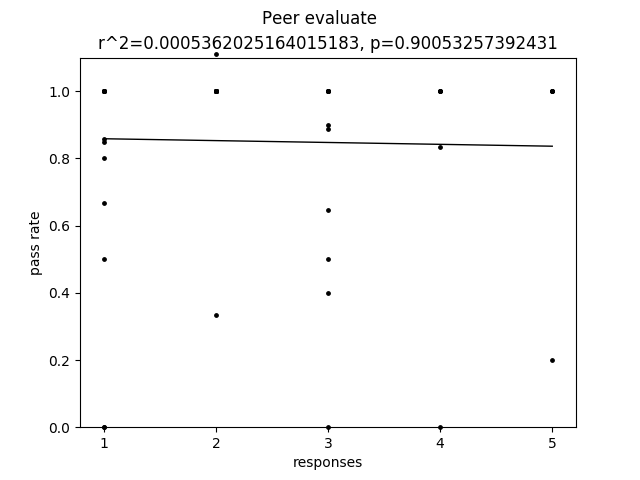 Peer evaluate
r^2=0.0005362025164015183, p=0.90053257392431
1.0
0.8
0.6
0.4
0.2
0.0
pass rate
1 2 3 4 5
responses